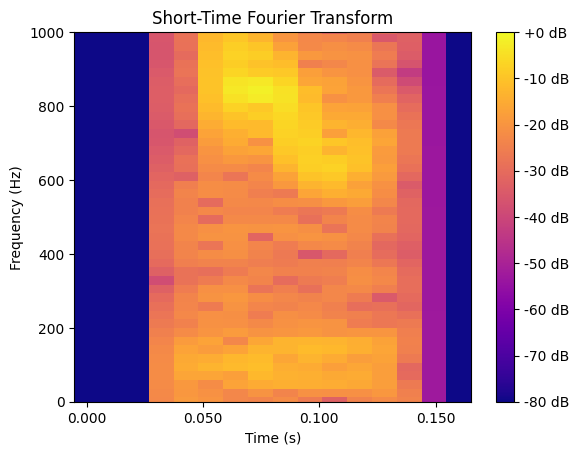 Short-Time Fourier Transform
1000
800
600
400
200
0
Frequency (Hz)
0.000
0.050
0.100
0.150
Time (s)
+0 dB
-10 dB
-20 dB
-30 dB
-40 dB
-50 dB
-60 dB
-70 dB
-80 dB